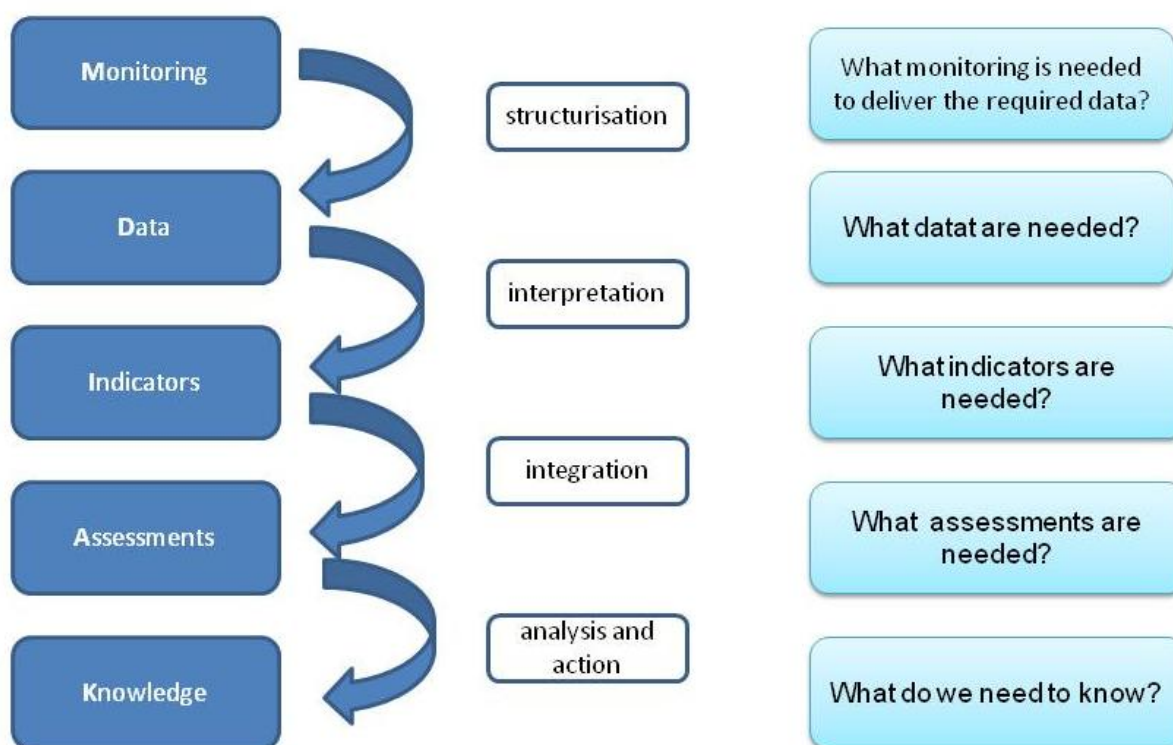 Monitoring
structurisation
What monitoring is needed
to deliver the required data?
Data
What datat are needed?
interpretation
Indicators
What indicators are
needed?
integration
Assessments
What assessments are
needed?
analysis and
action
Knowledge
What do we need to know?